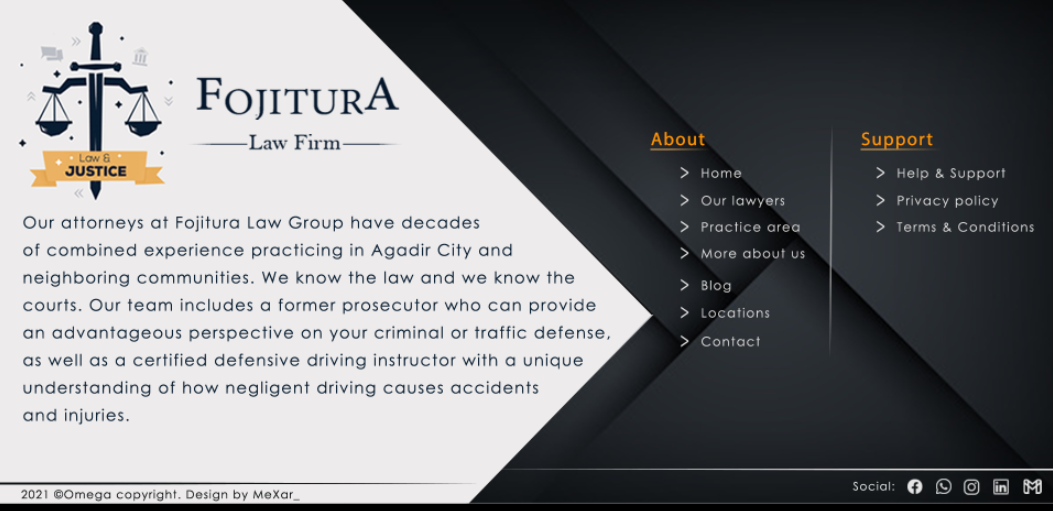 Law &
JUSTICE
FOJITURA
Law Firm
Our attorneys at Fojitura Law Group have decades
of combined experience practicing in Agadir City and
neighboring communities. We know the law and we know the
courts. Our team includes a former prosecutor who can provide
an advantageous perspective on your criminal or traffic defense,
as well as a certified defensive driving instructor with a unique
understanding of how negligent driving causes accidents
and injuries.
About
Home
Our lawyers
Practice area
More about us
Blog
Locations
Contact
Support
Help & Support
Privacy policy
Terms & Conditions
2021 ©Omega copyright. Design by MeXar_
Social: